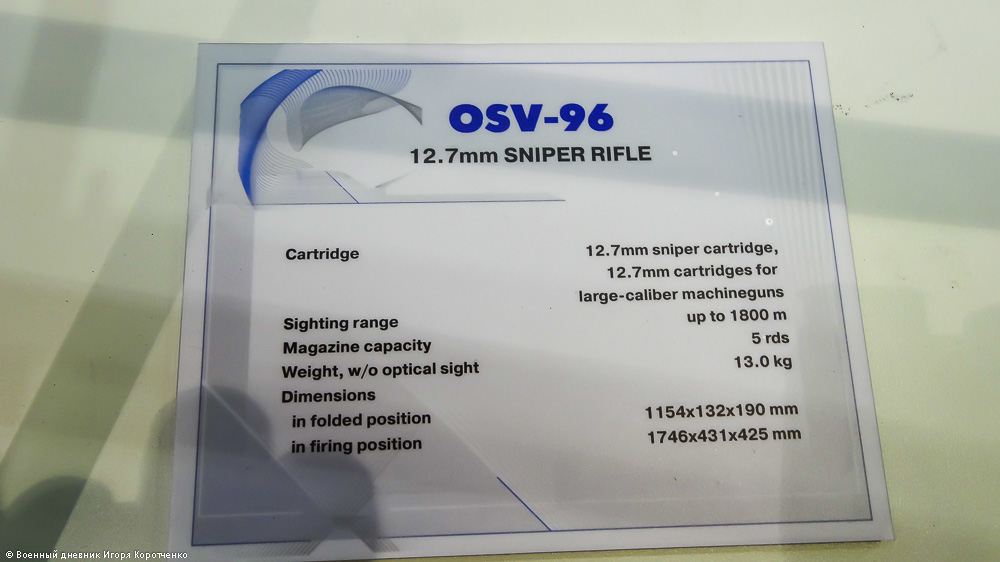 OSV-96
12.7mm SNIPER RIFLE
Cartridge 12.7mm sniper cartridge,
12.7mm cartridges for
large-caliber machineguns
Sighting range up to 1800 m
Magazine capacity 5 rds
Weight, w/o optical sight 13.0 kg
Dimensions
in folded position 1154x132x190 mm
in firing position 1746x431x425 mm
© Военный дневник Игоря Коротченко